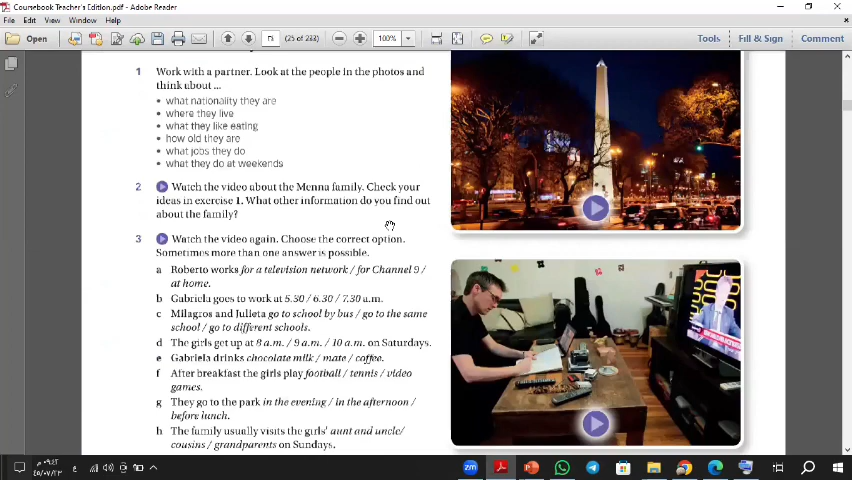 Coursebook Teacher's Edition.pdf - Adobe Reader
File Edit View Window Help
Open
(25 of 233)
100%
Tools
Fill & Sign
Comment
1 Work with a partner. Look at the people in the photos and
think about ...
• what nationality they are
• where they live
• what they like eating
• how old they are
• what jobs they do
• what they do at weekends
2 Watch the video about the Menna family. Check your
ideas in exercise 1. What other information do you find out
about the family?
3 Watch the video again. Choose the correct option.
Sometimes more than one answer is possible.
a Roberto works for a television network / for Channel 9 /
at home.
b Gabriela goes to work at 5.30 / 6.30 / 7.30 a.m.
c Milagros and Julieta go to school by bus / go to the same
school / go to different schools.
d The girls get up at 8 a.m. / 9 a.m. / 10 a.m. on Saturdays.
e Gabriela drinks chocolate milk / mate / coffee.
f After breakfast the girls play football / tennis / video
games.
g They go to the park in the evening / in the afternoon /
before lunch.
h The family usually visits the girls' aunt and uncle/
cousins / grandparents on Sundays.